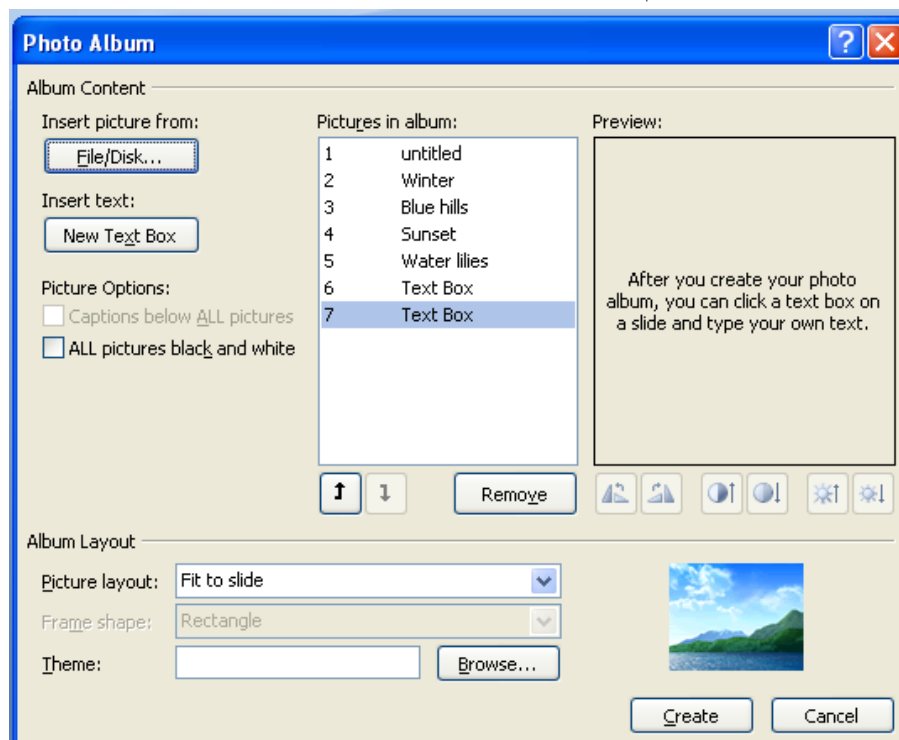 Photo Album
Album Content
Insert picture from:
File/Disk...
Insert text:
New Text Box
Picture Options:
Captions below ALL pictures
ALL pictures black and white
Pictures in album:
1 untitled
2 Winter
3 Blue hills
4 Sunset
5 Water lilies
6 Text Box
7 Text Box
Remove
Preview:
After you create your photo
album, you can click a text box on
a slide and type your own text.
Album Layout
Picture layout: Fit to slide
Frame shape: Rectangle
Theme: Browse...
Create Cancel